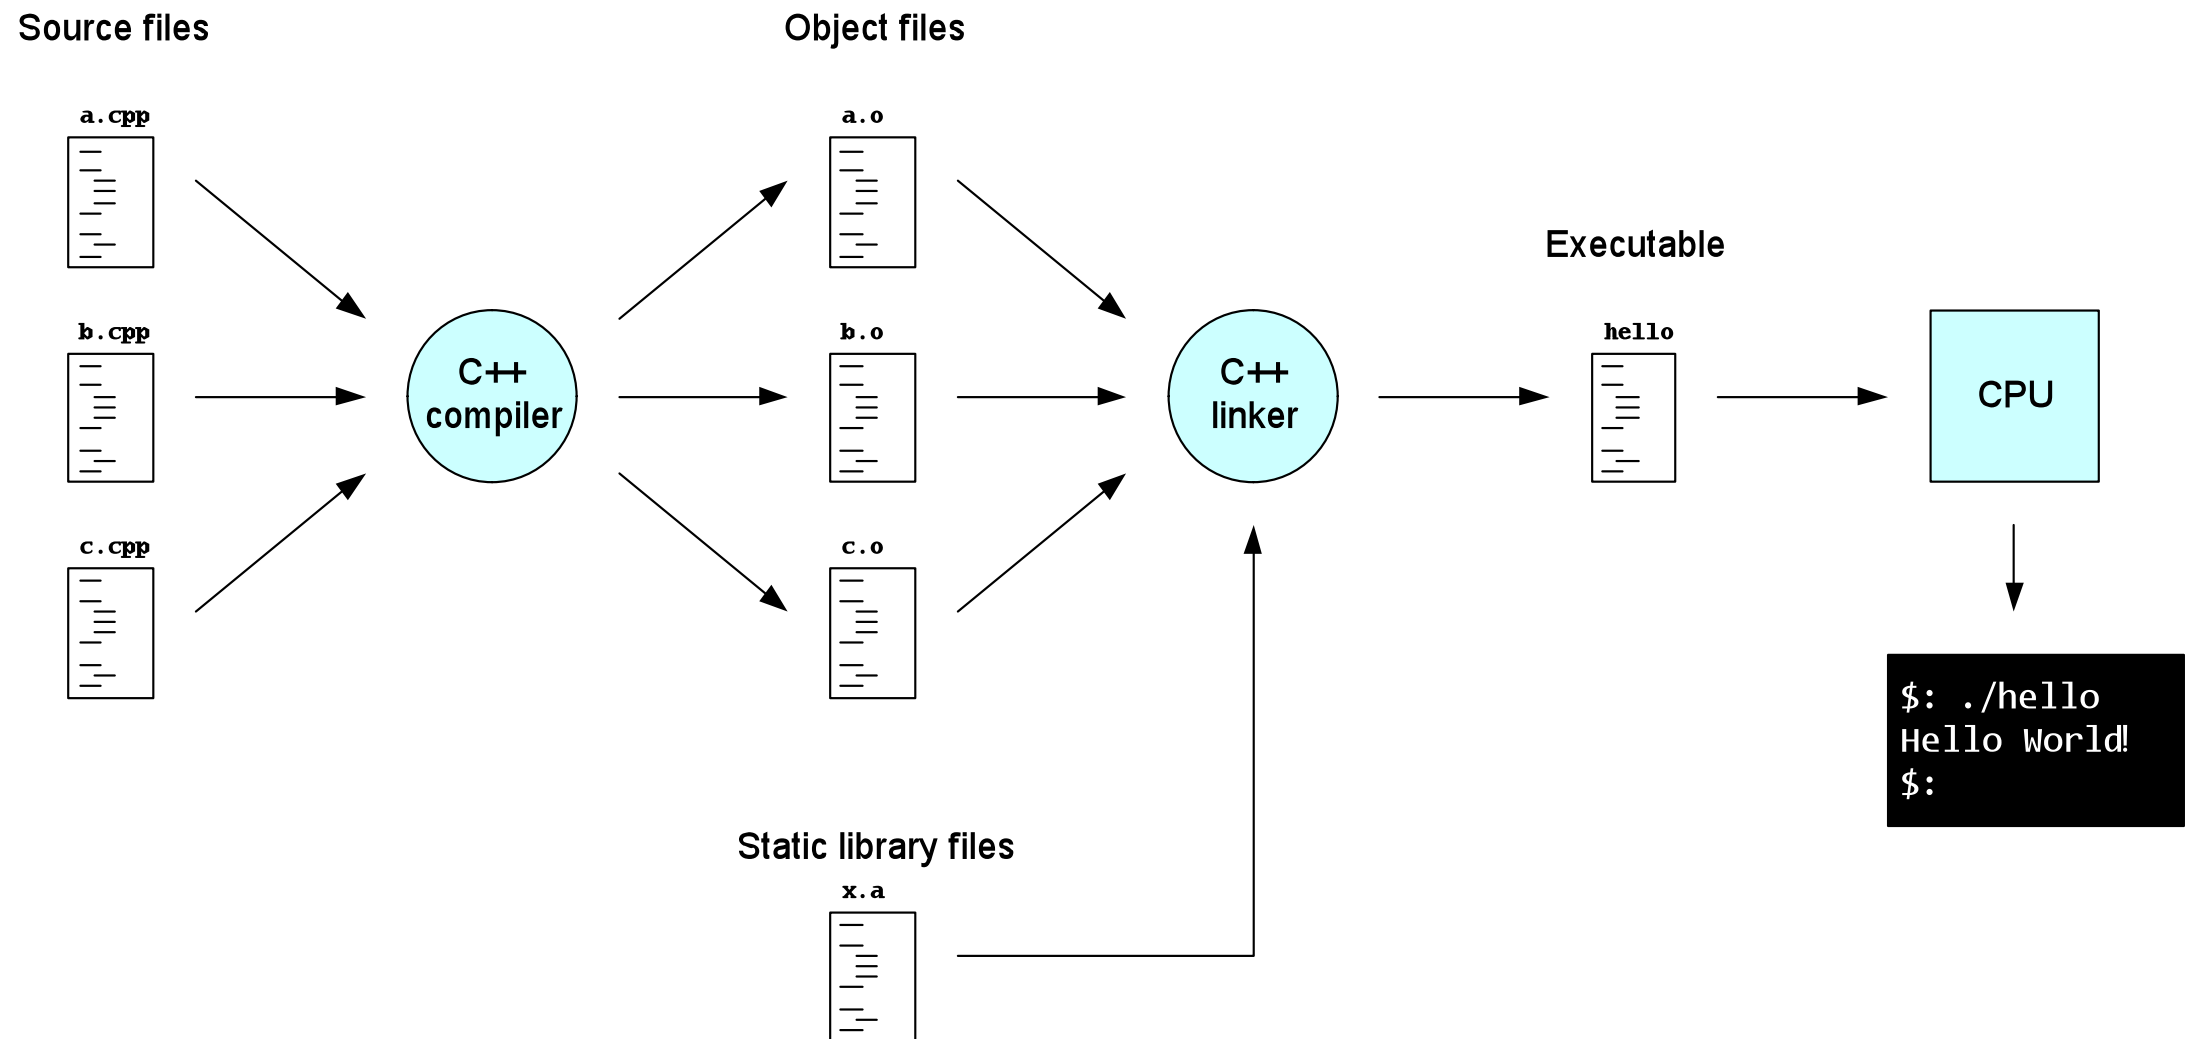 Source files
Object files
a.cpp
a.o
Executable
b.cpp
b.o
hello
C++
compiler
C++
linker
CPU
c.cpp
c.o
$: ./hello
Hello World!
$:
Static library files
x.a